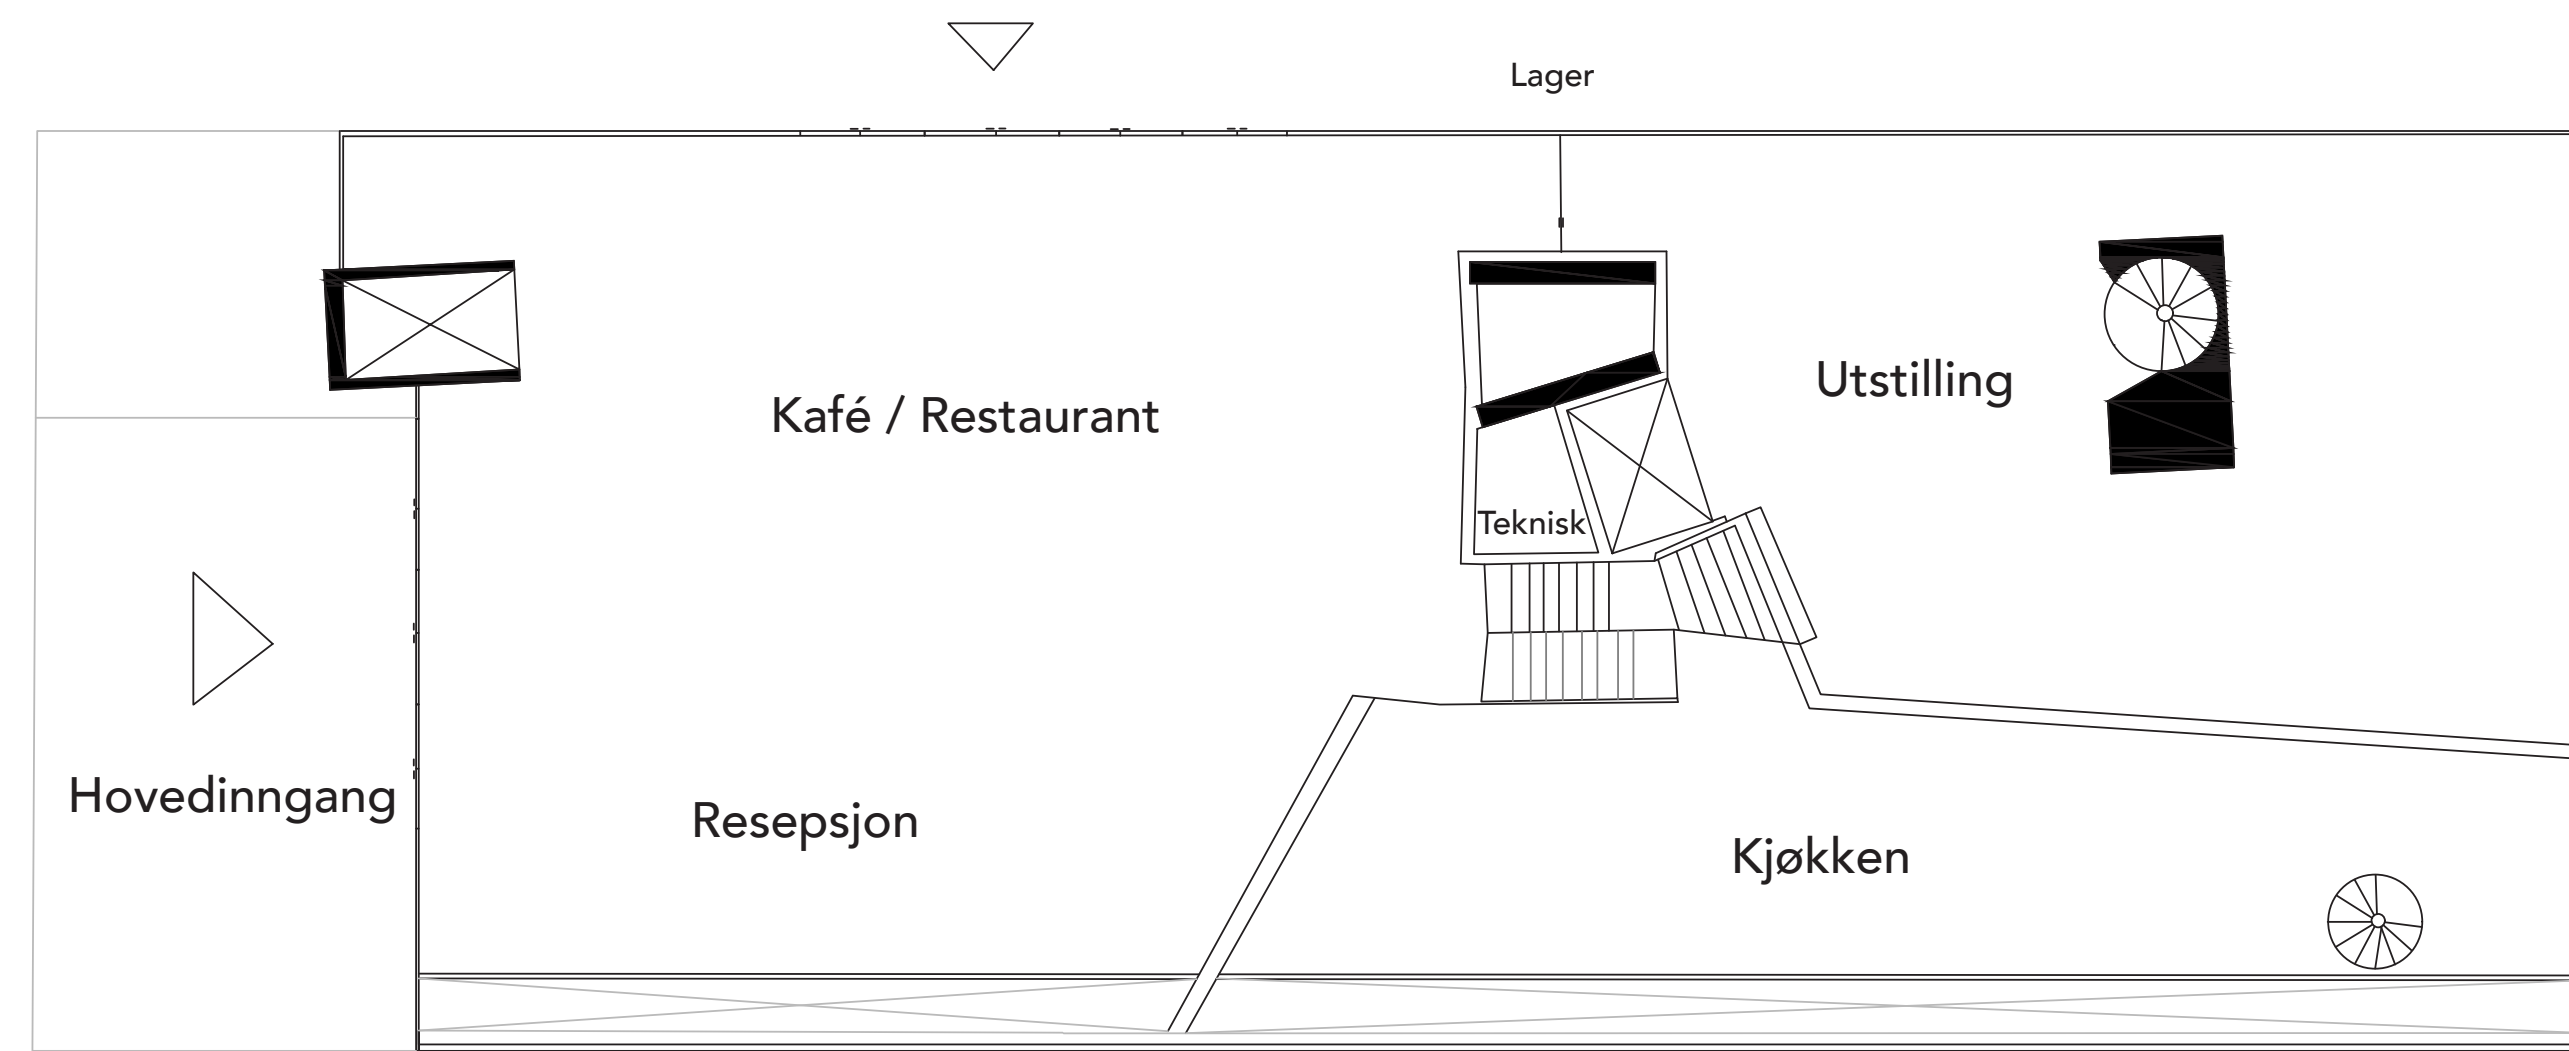 Lager
Kafé / Restaurant
Utstilling
Teknisk
Hovedinngang
Resepsjon
Kjøkken